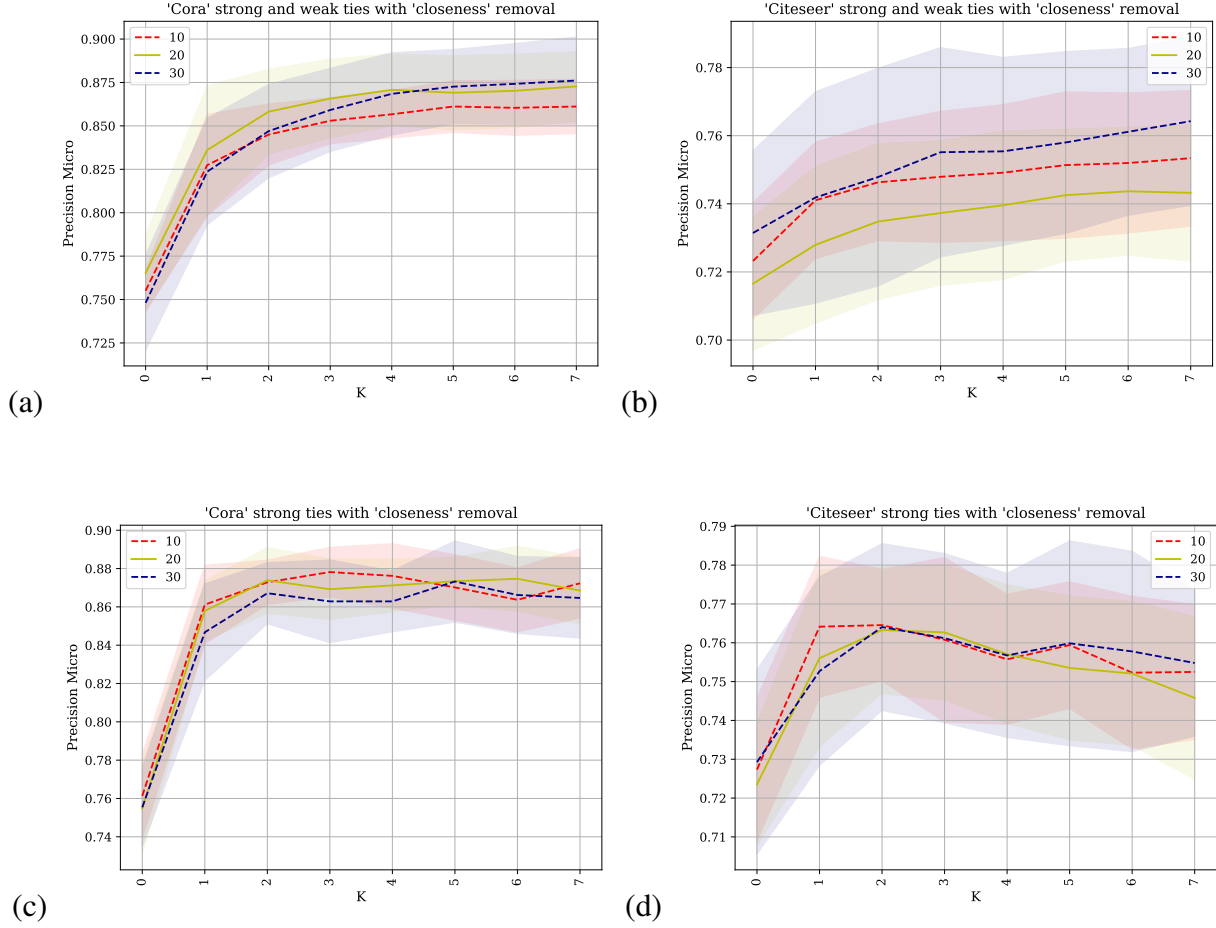 'Cora' strong and weak ties with 'closeness' removal
10
20
30
0.900
0.875
0.850
0.825
0.800
0.775
0.750
0.725
Precision Micro
0 1 2 3 4 5 6 7
K
(a)
'Citeseer' strong and weak ties with 'closeness' removal
10
20
30
0.78
0.76
0.74
0.72
0.70
Precision Micro
0 1 2 3 4 5 6 7
K
(b)
'Cora' strong ties with 'closeness' removal
10
20
30
0.90
0.88
0.86
0.84
0.82
0.80
0.78
0.76
0.74
Precision Micro
0 1 2 3 4 5 6 7
K
(c)
'Citeseer' strong ties with 'closeness' removal
10
20
30
0.79
0.78
0.77
0.76
0.75
0.74
0.73
0.72
0.71
Precision Micro
0 1 2 3 4 5 6 7
K
(d)